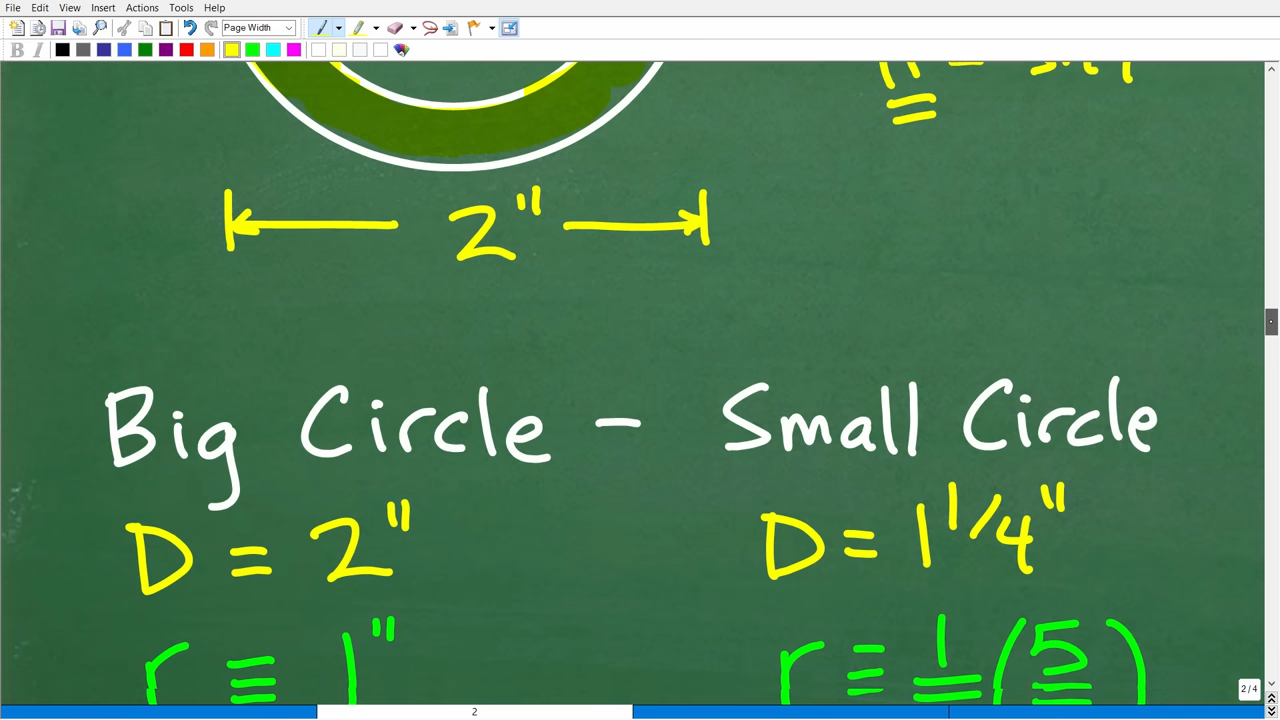 File Edit View Insert Actions Tools Help
Page Width
B I
2"
Big Circle - Small Circle
D = 2" D = 1 1/4"
r = 1" r = 1 (5 )
2/4
2